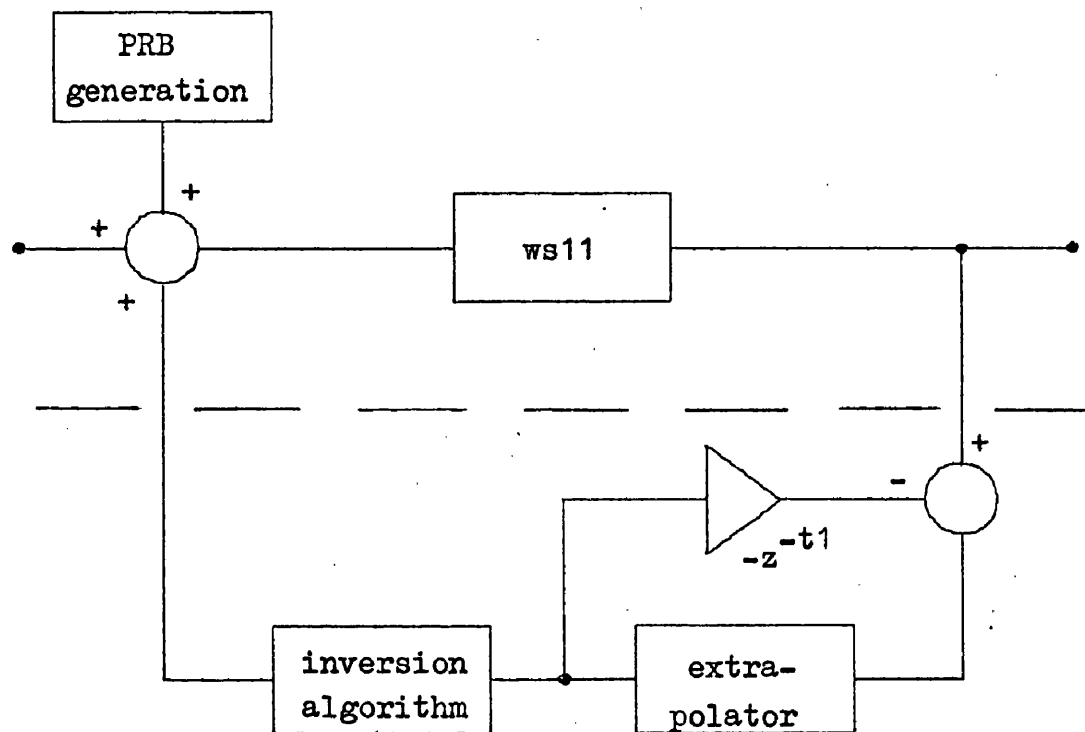 PRB
generation
+
+
ws11
+
+
-
-z^-t1
inversion
algorithm
extra-
polator